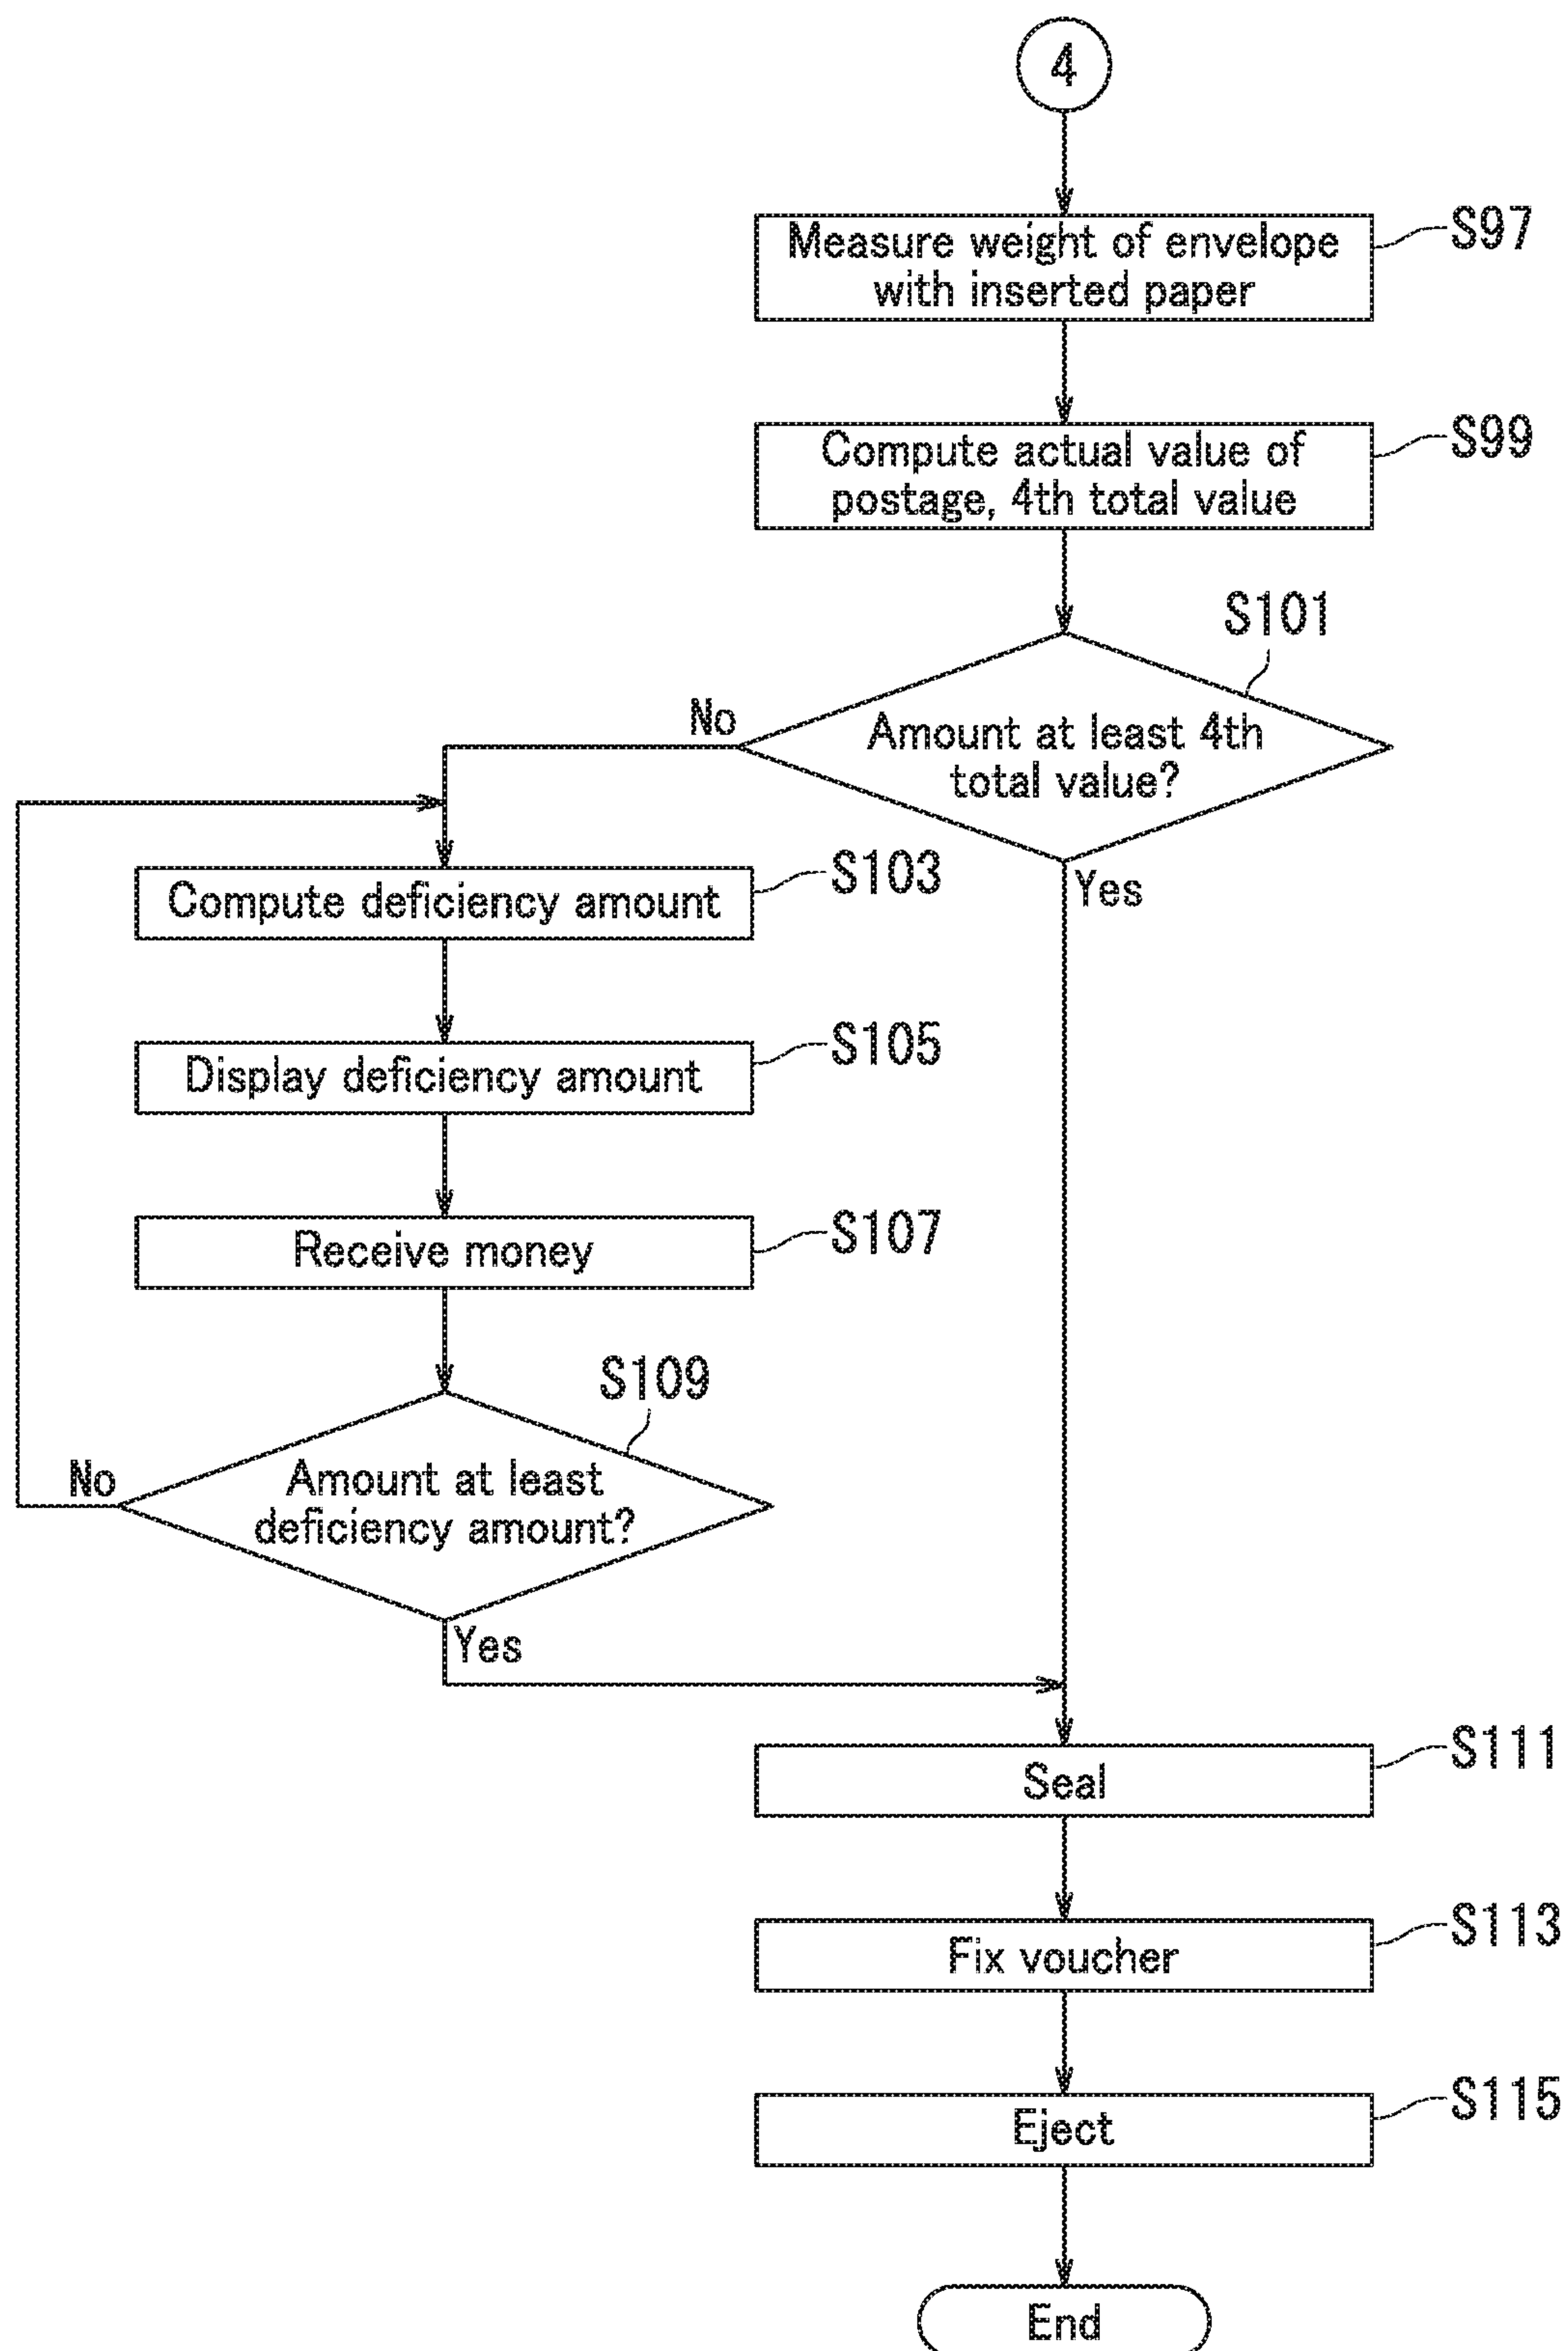 4
Measure weight of envelope
with inserted paper
S97
Compute actual value of
postage, 4th total value
S99
S101
Amount at least 4th
total value?
No
Yes
Compute deficiency amount
S103
Display deficiency amount
S105
Receive money
S107
S109
Amount at least
deficiency amount?
No
Yes
Seal
S111
Fix voucher
S113
Eject
S115
End